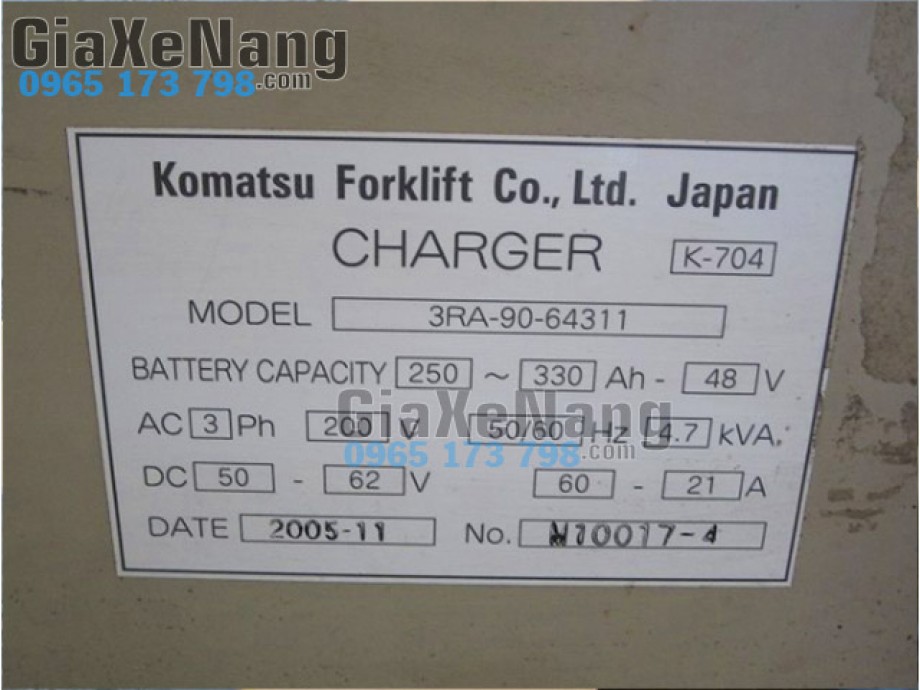 GiaXeNang
0965 173 798.com
Komatsu Forklift Co., Ltd. Japan
CHARGER K-704
MODEL 3RA-90-64311
BATTERY CAPACITY 250 ~ 330 Ah - 48 V
GiaXeNang
AC 3 Ph 200 V 50/60 Hz 4.7 kVA.
0965 173 798.com
DC 50 - 62 V 60 - 21 A
DATE 2005-11 No. M10017-4